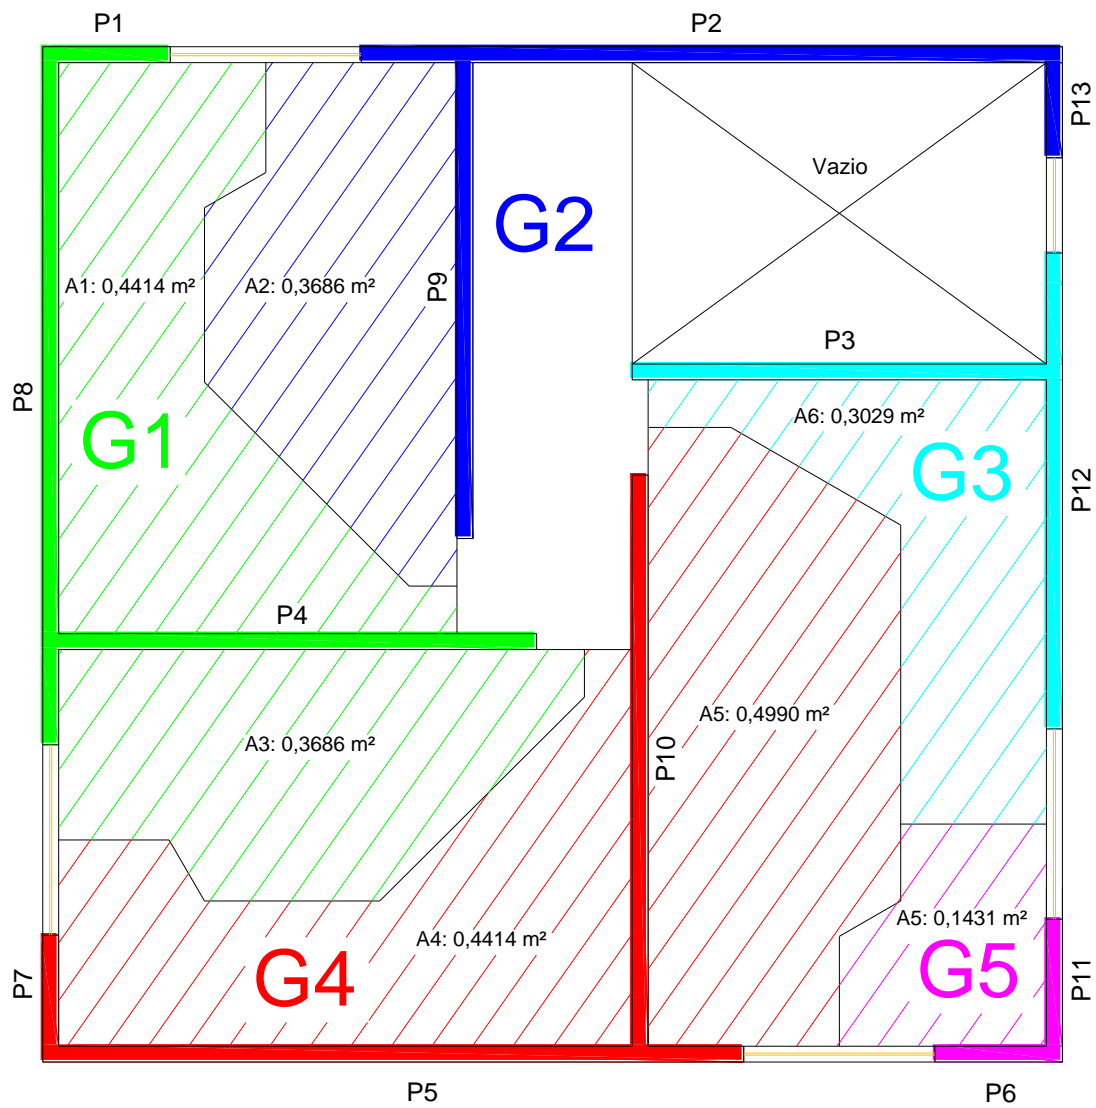 P1
P2
P13
Vazio
G2
A1: 0,4414 m²
A2: 0,3686 m²
P9
P3
P8
A6: 0,3029 m²
G1
G3
P12
P4
A5: 0,4990 m²
A3: 0,3686 m²
P10
A5: 0,1431 m²
A4: 0,4414 m²
G4
G5
P7
P11
P5
P6